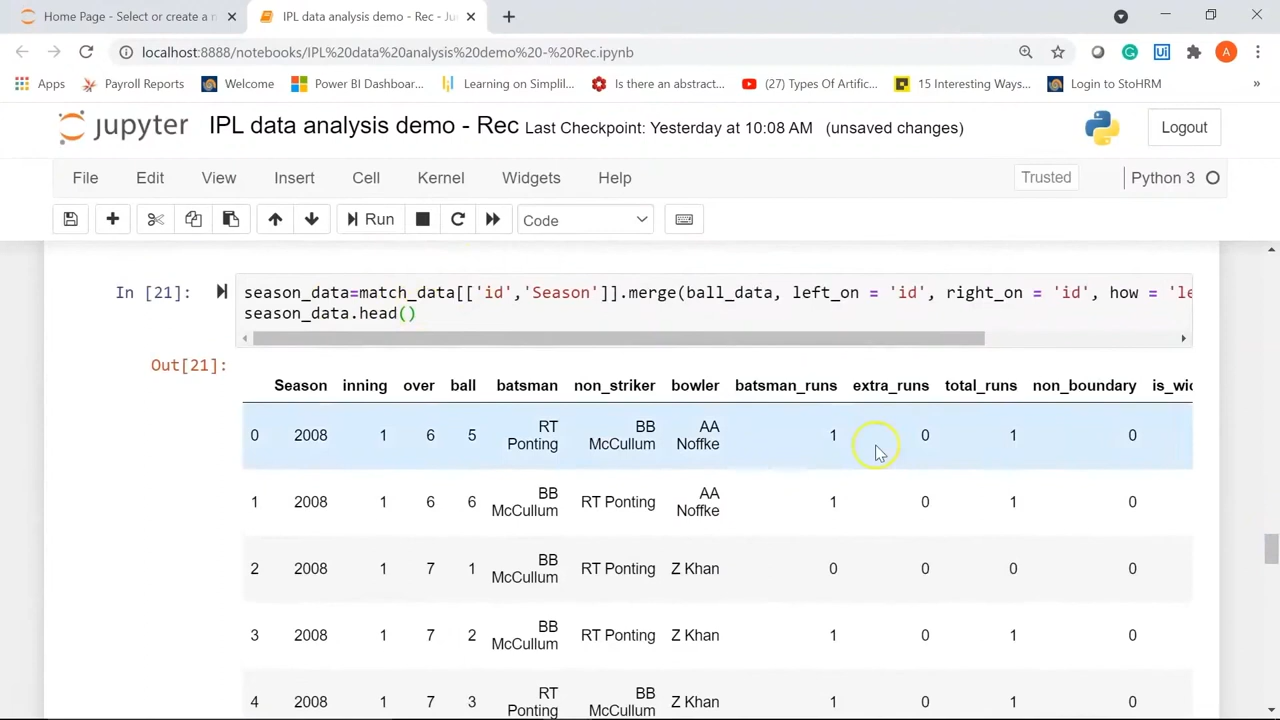 Home Page - Select or create a n
IPL data analysis demo - Rec - Ju
localhost:8888/notebooks/IPL%20data%20analysis%20demo%20-%20Rec.ipynb
A
Apps
Payroll Reports
Welcome
Power BI Dashboar...
Learning on Simplil...
Is there an abstract...
(27) Types Of Artific...
15 Interesting Ways...
Login to StoHRM
»
jupyter IPL data analysis demo - Rec Last Checkpoint: Yesterday at 10:08 AM (unsaved changes)
Logout
File Edit View Insert Cell Kernel Widgets Help
Trusted
Python 3
Run
Code
In [21]:
season_data=match_data[['id','Season']].merge(ball_data, left_on = 'id', right_on = 'id', how = 'le
season_data.head()
Out[21]:
Season inning over ball batsman non_striker bowler batsman_runs extra_runs total_runs non_boundary is_wic
0 2008 1 6 5 RT Ponting BB McCullum AA Noffke 1 0 1 0
1 2008 1 6 6 BB McCullum RT Ponting AA Noffke 1 0 1 0
2 2008 1 7 1 BB McCullum RT Ponting Z Khan 0 0 0 0
3 2008 1 7 2 BB McCullum RT Ponting Z Khan 1 0 1 0
4 2008 1 7 3 RT Ponting BB McCullum Z Khan 1 0 1 0